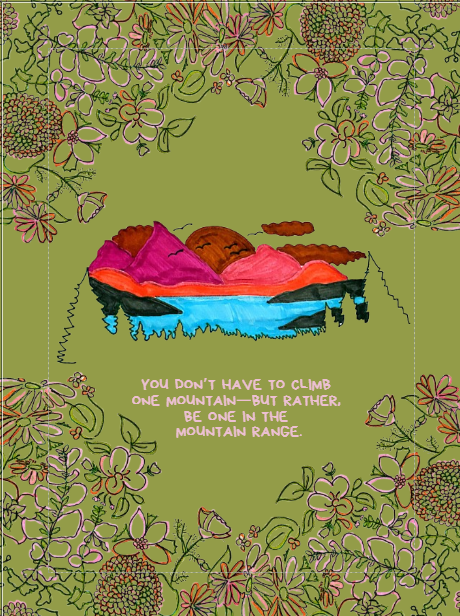 YOU DON'T HAVE TO CLIMB
ONE MOUNTAIN—BUT RATHER,
BE ONE IN THE
MOUNTAIN RANGE.